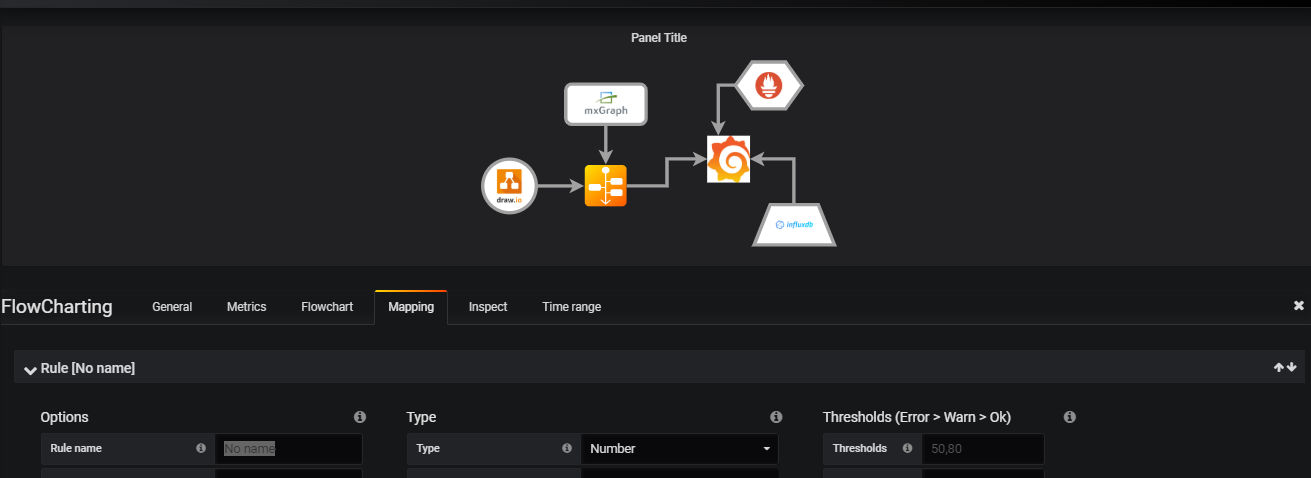 Panel Title
mxGraph
draw.io
influxdb
FlowCharting General Metrics Flowchart Mapping Inspect Time range
Rule [No name]
Options Type Thresholds (Error > Warn > Ok)
Rule name No name Type Number Thresholds 50,80